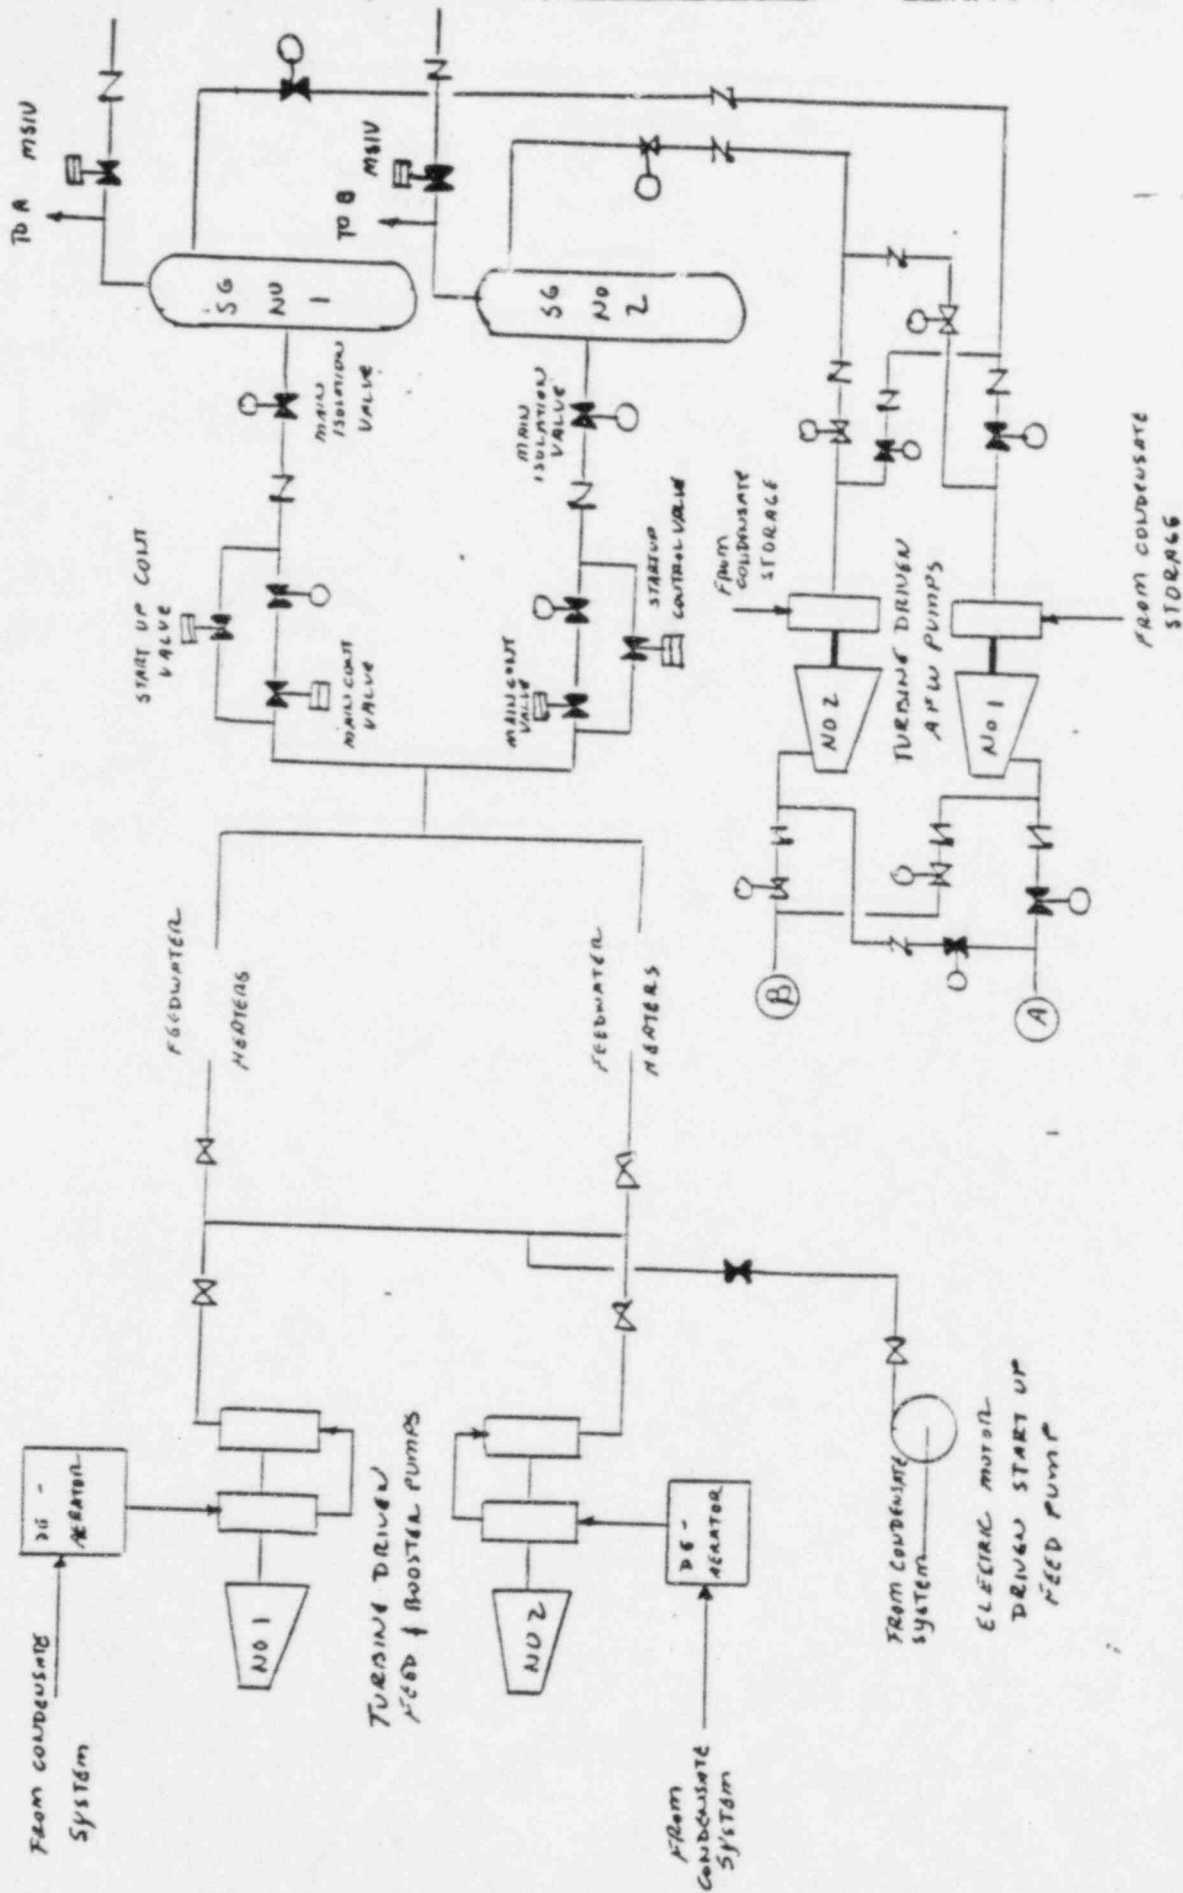 FROM CONDENSATE
SYSTEM
DE-
AERATOR
NO 1
TURBINE DRIVEN
FEED & BOOSTER PUMPS
NO 2
DE-
AERATOR
FROM
CONDENSATE
SYSTEM
FROM CONDENSATE
SYSTEM
ELECTRIC MOTOR
DRIVEN START UP
FEED PUMP
FEEDWATER
HEATERS
FEEDWATER
HEATERS
START UP CONT
VALVE
MAIN CONT
VALVE
MAIN
ISOLATION
VALVE
SG
NO
1
TO A
MSIV
MAIN CONT
VALVE
STARTUP
CONTROL VALVE
MAIN
ISOLATION
VALVE
SG
NO
2
TO B
MSIV
FROM
CONDENSATE
STORAGE
NO 2
TURBINE DRIVEN
AFW PUMPS
NO 1
FROM CONDENSATE
STORAGE
B
A